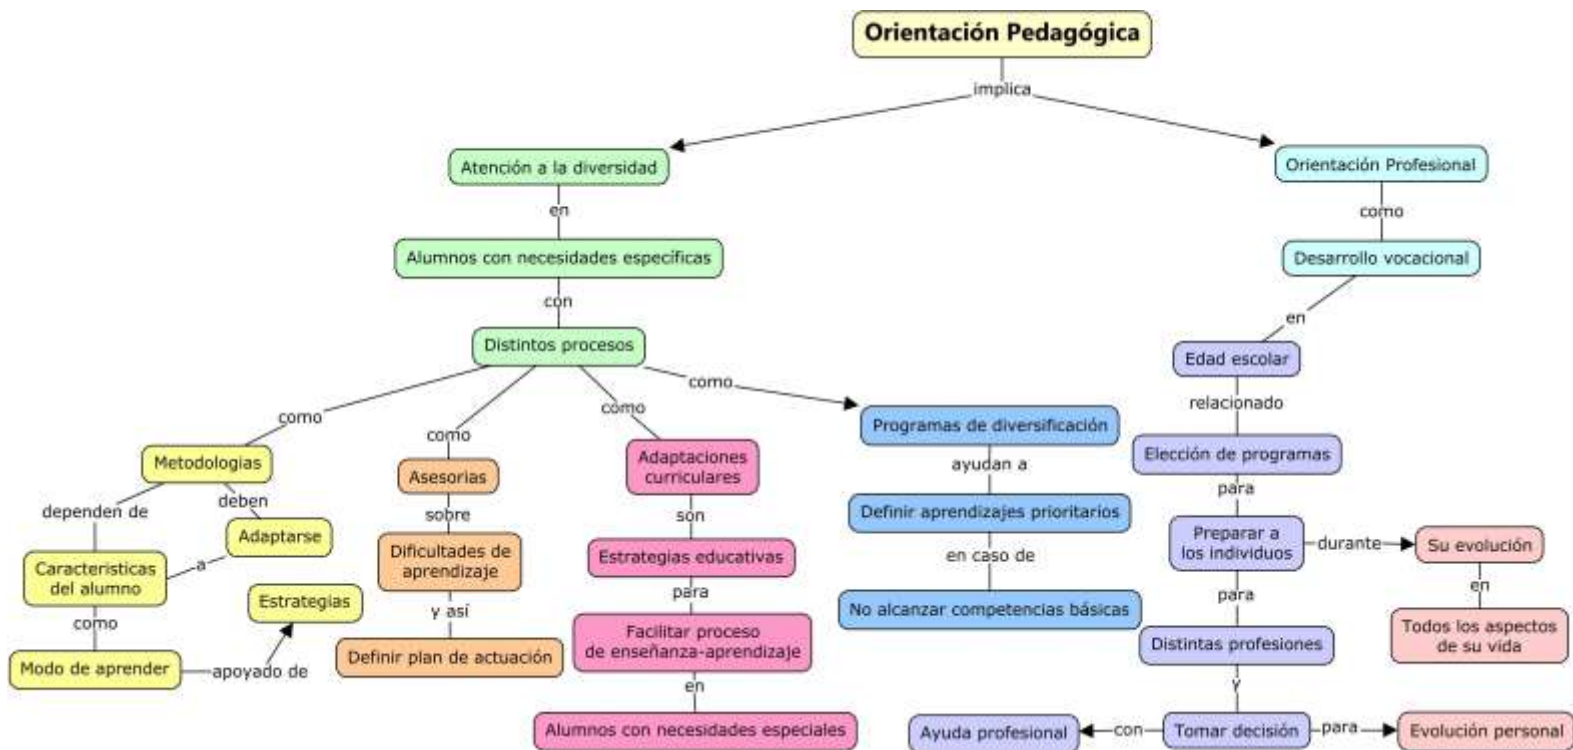 Orientación Pedagógica
implica
Atención a la diversidad
Orientación Profesional
en
como
Alumnos con necesidades específicas
Desarrollo vocacional
con
en
Distintos procesos
Edad escolar
como
como
como
como
relacionado
Programas de diversificación
Metodologias
Asesorias
Adaptaciones
curriculares
Elección de programas
ayudan a
dependen de
deben
sobre
son
para
Definir aprendizajes prioritarios
Adaptarse
Preparar a
los individuos
durante
Su evolución
Dificultades de
aprendizaje
Estrategias educativas
en caso de
Caracteristicas
del alumno
a
en
Estrategias
para
para
No alcanzar competencias básicas
como
y así
Todos los aspectos
de su vida
Facilitar proceso
de enseñanza-aprendizaje
Distintas profesiones
Modo de aprender
apoyado de
Definir plan de actuación
en
y
Alumnos con necesidades especiales
Ayuda profesional
con
Tomar decisión
para
Evolución personal